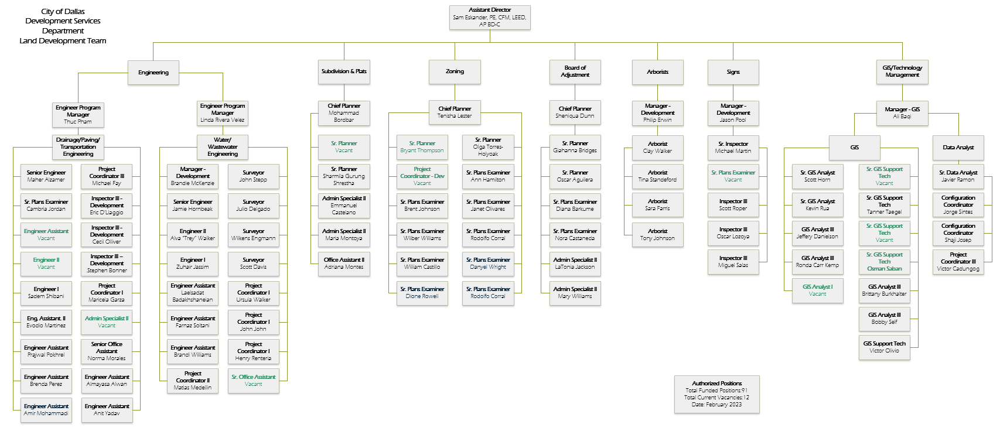 City of Dallas
Development Services
Department
Land Development Team
Assistant Director
Sam Eskander, PE, CFM, LEED,
AP BD-C
Engineering
Engineer Program
Manager
Thuc Pham
Drainage/Paving/
Transportation
Engineering
Senior Engineer
Maher Alzamer
Sr. Plans Examiner
Cambria Jordan
Engineer Assistant
Vacant
Engineer II
Vacant
Engineer I
Sadem Shibani
Eng. Assistant. II
Evodio Martinez
Engineer Assistant
Prajwal Pokhrel
Engineer Assistant
Brenda Perez
Engineer Assistant
Amir Mohammadi
Project
Coordinator III
Michael Fay
Inspector III -
Development
Eric D'Llaggio
Inspector III -
Development
Cecil Olliver
Inspector III –
Development
.Stephen Bonner
Project
Coordinator I
Maricela Garza
Admin Specialist II
Vacant
Senior Office
Assistant
Norma Morales
Engineer Assistant
Almayasa Alwan
Engineer Assistant
Anit Yadav
Engineer Program
Manager
Linda Rivera Velez
Water/
Wastewater
Engineering
Manager -
Development
Brandie McKenzie
Senior Engineer
Jamie Hornbeak
Engineer II
Alva "Trey" Walker
Engineer I
Zuhair Jassim
Engineer Assistant
Laelsadat
Badakhshaneian
Engineer Assistant
Farnaz Soltani
Engineer Assistant
Brandi Williams
Project
Coordinator II
Matias Medellin
Surveyor
John Stepp
Surveyor
Julio Delgado
Surveyor
Wilkens Engmann
Surveyor
Scott Davis
Project
Coordinator I
Ursula Walker
Project
Coordinator I
John John
Project
Coordinator I
Henry Renteria
Sr. Office Assistant
Vacant
Subdivision & Plats
Chief Planner
Mohammad
Bordbar
Sr. Planner
Vacant
Sr. Planner
Sharmila Gurung
Shrestha
Admin Specialist II
Emmanuel
Castelano
Admin Specialist II
Maria Montoya
Office Assistant II
Adriana Montes
Zoning
Chief Planner
Tenisha Lester
Sr. Planner
Bryant Thompson
Project
Coordinator - Dev
Vacant
Sr. Plans Examiner
Brent Johnson
Sr. Plans Examiner
Wilber Williams
Sr. Plans Examiner
William Castillo
Sr. Plans Examiner
Dione Rowell
Sr. Planner
Olga Torres-
Holyoak
Sr. Plans Examiner
Ann Hamilton
Sr. Plans Examiner
Janet Olivares
Sr. Plans Examiner
Rodolfo Corral
Sr. Plans Examiner
Danyel Wright
Sr. Plans Examiner
Rodolfo Corral
Board of
Adjustment
Chief Planner
Sheniqua Dunn
Sr. Planner
Giahanna Bridges
Sr. Planner
Oscar Aguilera
Sr. Plans Examiner
Diana Barkume
Sr. Plans Examiner
Nora Castaneda
Admin Specialist II
LaTonia Jackson
Admin Specialist II
Mary Williams
Arborists
Manager -
Development
Philip Erwin
Arborist
Clay Walker
Arborist
Tina Standeford
Arborist
Sara Farris
Arborist
Tony Johnson
Signs
Manager -
Development
Jason Pool
Sr. Inspector
Michael Martin
Sr. Plans Examiner
Vacant
Inspector III
Scott Roper
Inspector III
Oscar Lozoya
Inspector III
Miguel Salas
GIS/Technology
Management
Manager - GIS
Ali Baqi
GIS
Sr. GIS Analyst
Scott Horn
Sr. GIS Analyst
Kevin Rua
GIS Analyst III
Jeffery Danielson
GIS Analyst III
Ronda Carr Kemp
GIS Analyst I
Vacant
Sr. GIS Support
Tech
Vacant
Sr. GIS Support
Tech
Tanner Taegel
Sr. GIS Support
Tech
Vacant
Sr. GIS Support
Tech
Osman Saban
GIS Analyst III
Brittany Burkhalter
GIS Analyst III
Bobby Self
GIS Support Tech
Victor Olivio
Data Analyst
Sr. Data Analyst
Javier Ramon
Configuration
Coordinator
Jorge Sintes
Configuration
Coordinator
Shaji Josep
Project
Coordinator III
Victor Cadungog
Authorized Positions
Total Funded Positions:91
Total Current Vacancies:12
Date: February 2023